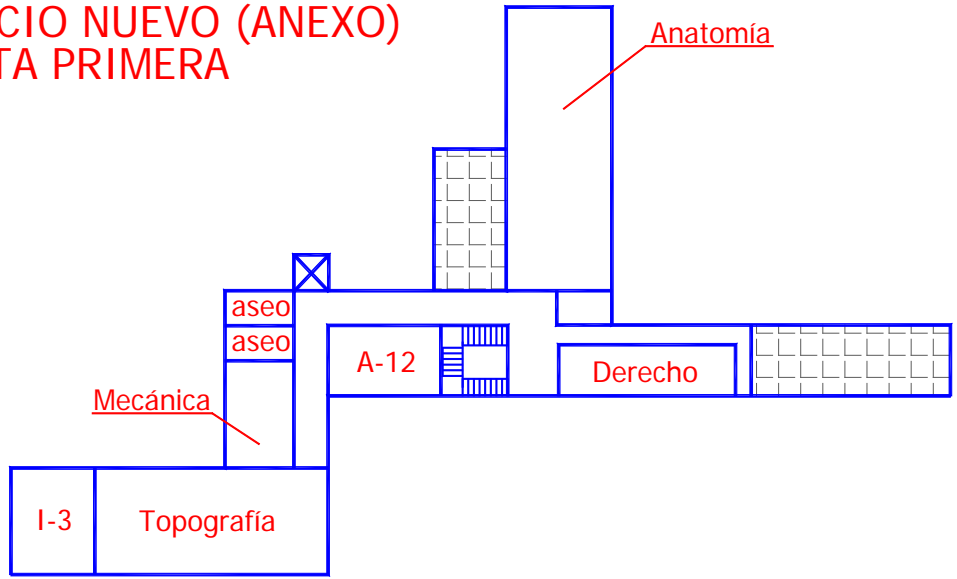 CIO NUEVO (ANEXO)
TA PRIMERA
Anatomía
aseo
aseo
A-12
Derecho
Mecánica
I-3
Topografía